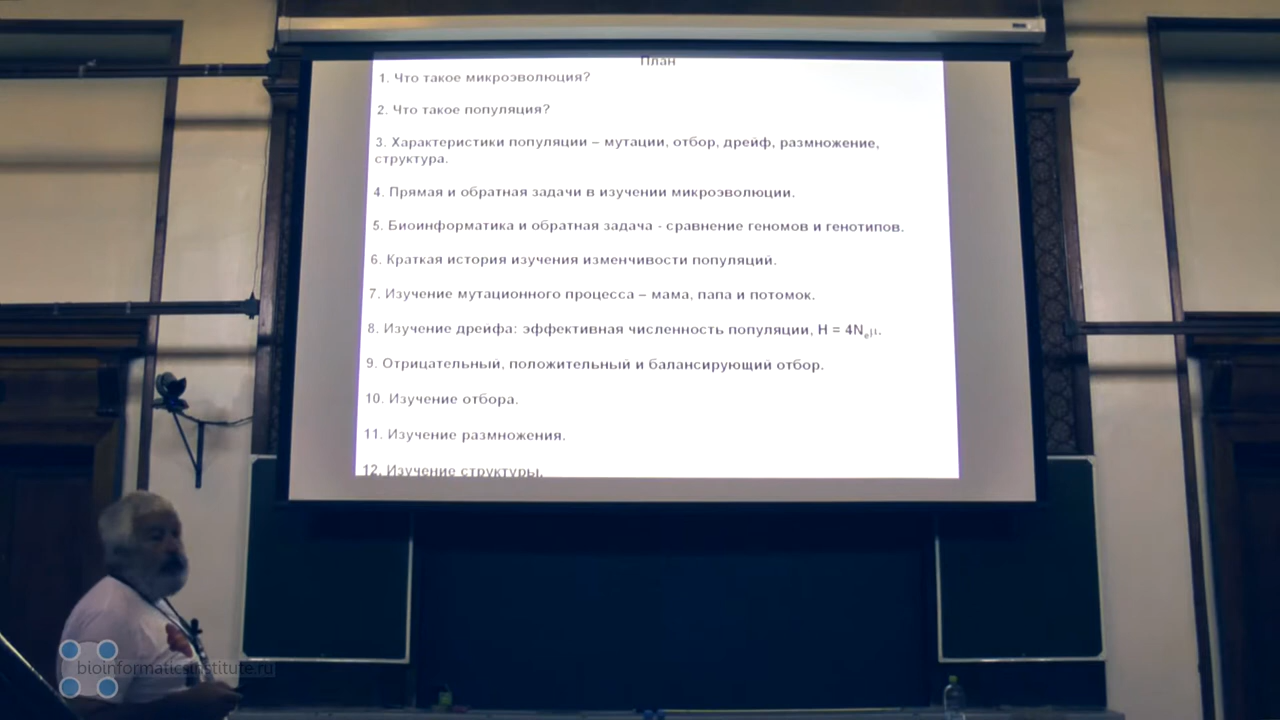 План
1. Что такое микроэволюция?
2. Что такое популяция?
3. Характеристики популяции – мутации, отбор, дрейф, размножение,
структура.
4. Прямая и обратная задачи в изучении микроэволюции.
5. Биоинформатика и обратная задача - сравнение геномов и генотипов.
6. Краткая история изучения изменчивости популяций.
7. Изучение мутационного процесса – мама, папа и потомок.
8. Изучение дрейфа: эффективная численность популяции, H = 4Neμ.
9. Отрицательный, положительный и балансирующий отбор.
10. Изучение отбора.
11. Изучение размножения.
12. Изучение структуры.
bioinformaticsinstitute.ru